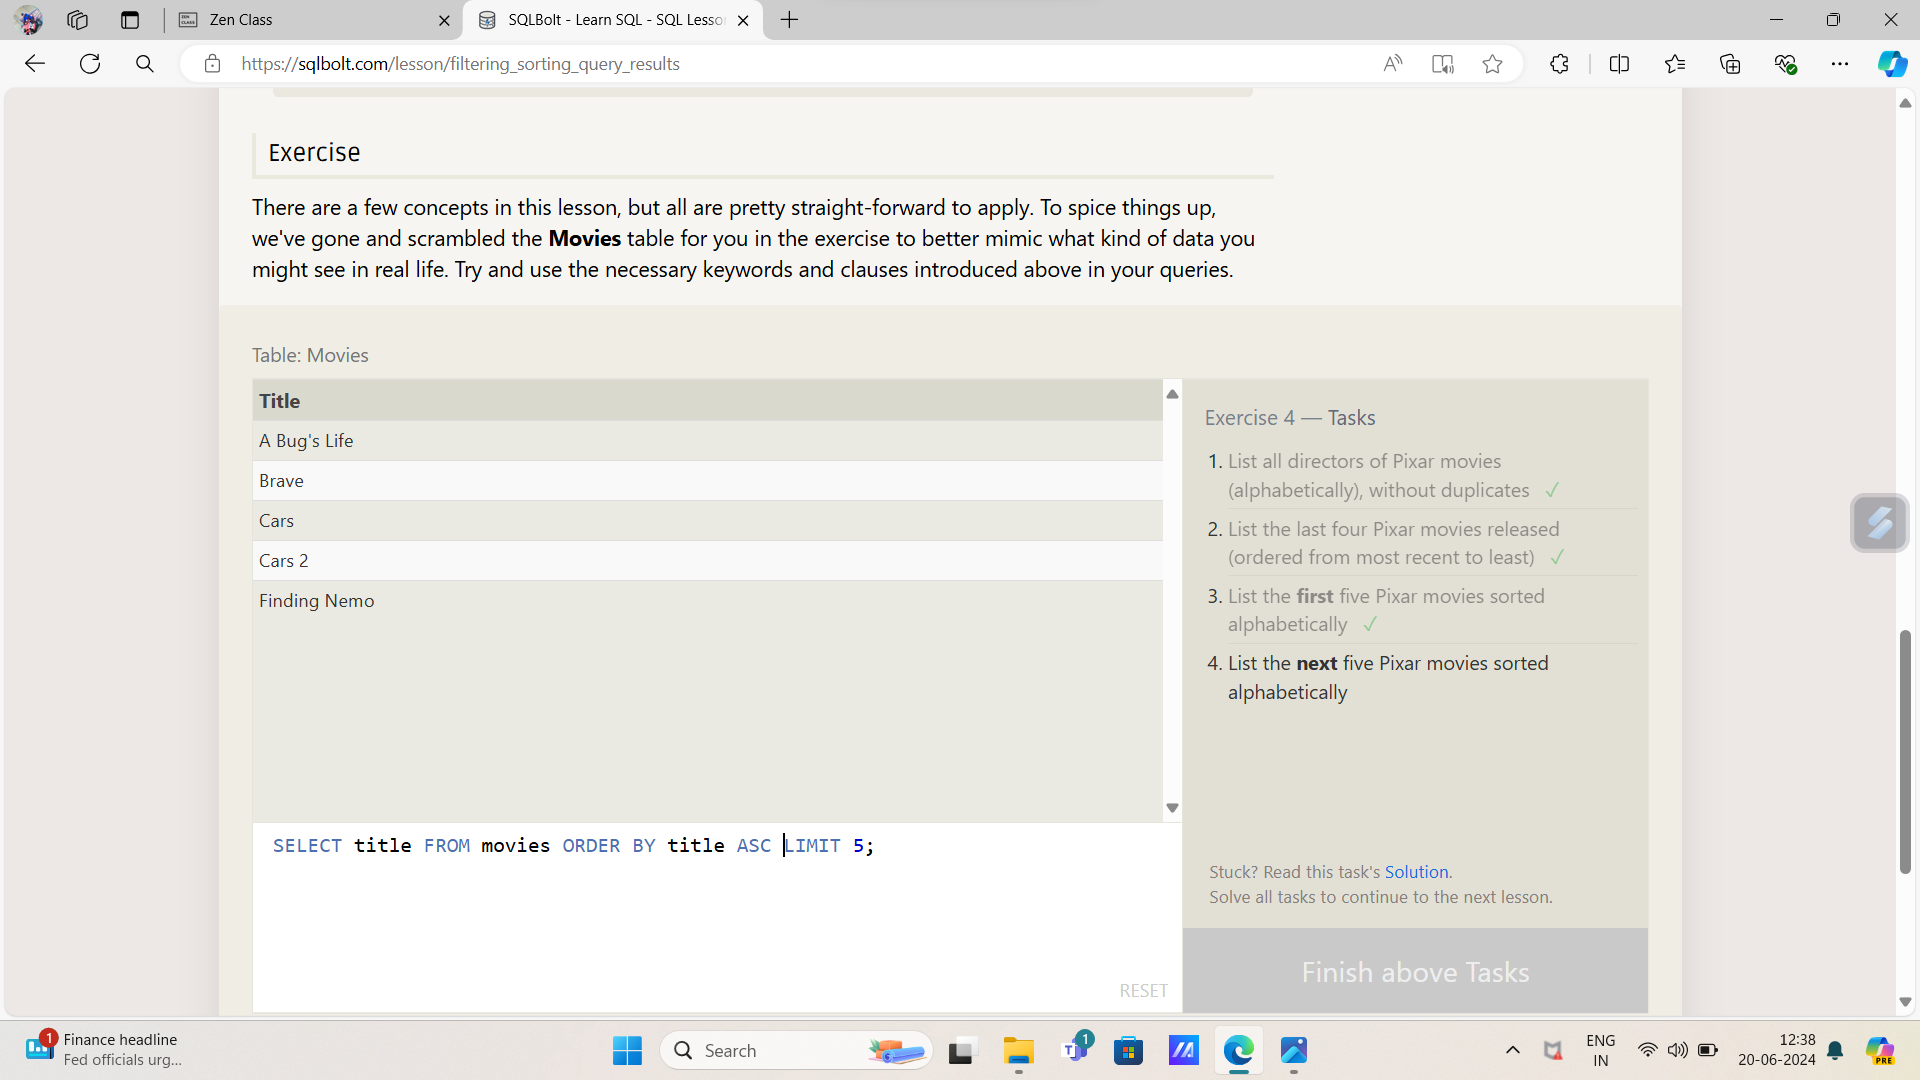 Zen Class
SQLBolt - Learn SQL - SQL Lesso
https://sqlbolt.com/lesson/filtering_sorting_query_results
Exercise
There are a few concepts in this lesson, but all are pretty straight-forward to apply. To spice things up,
we've gone and scrambled the Movies table for you in the exercise to better mimic what kind of data you
might see in real life. Try and use the necessary keywords and clauses introduced above in your queries.
Table: Movies
Title
A Bug's Life
Brave
Cars
Cars 2
Finding Nemo
SELECT title FROM movies ORDER BY title ASC LIMIT 5;
RESET
Exercise 4 — Tasks
1. List all directors of Pixar movies
(alphabetically), without duplicates ✓
2. List the last four Pixar movies released
(ordered from most recent to least) ✓
3. List the first five Pixar movies sorted
alphabetically ✓
4. List the next five Pixar movies sorted
alphabetically
Stuck? Read this task's Solution.
Solve all tasks to continue to the next lesson.
Finish above Tasks
1
Finance headline
Fed officials urg...
Search
1
ENG
IN
12:38
20-06-2024
PRE